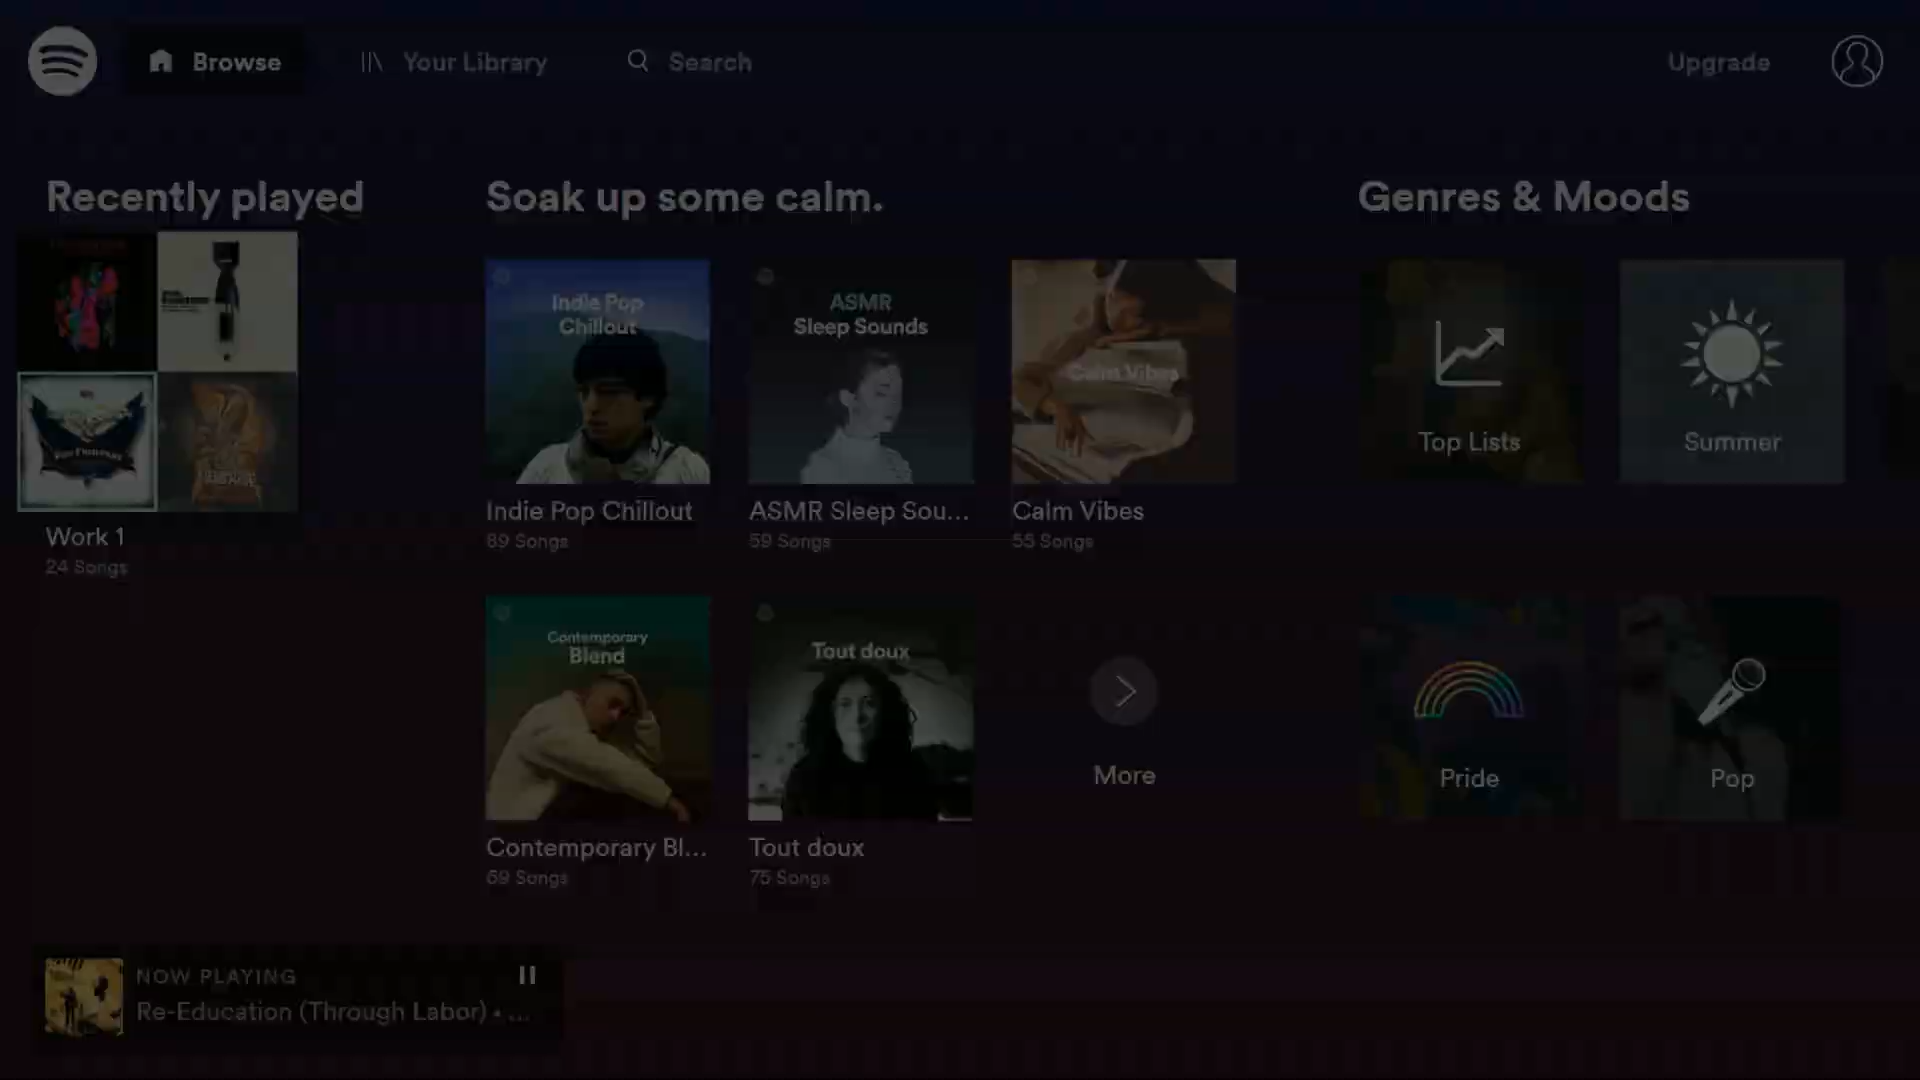 Browse
Your Library
Search
Upgrade
Recently played
Soak up some calm.
Genres & Moods
Indie Pop
Chillout
ASMR
Sleep Sounds
Calm Vibes
Top Lists
Summer
Indie Pop Chillout
89 Songs
ASMR Sleep Sou...
59 Songs
Calm Vibes
55 Songs
Work 1
24 Songs
Contemporary
Blend
Tout doux
More
Pride
Pop
Contemporary Bl...
69 Songs
Tout doux
75 Songs
NOW PLAYING
Re-Education (Through Labor) • ...